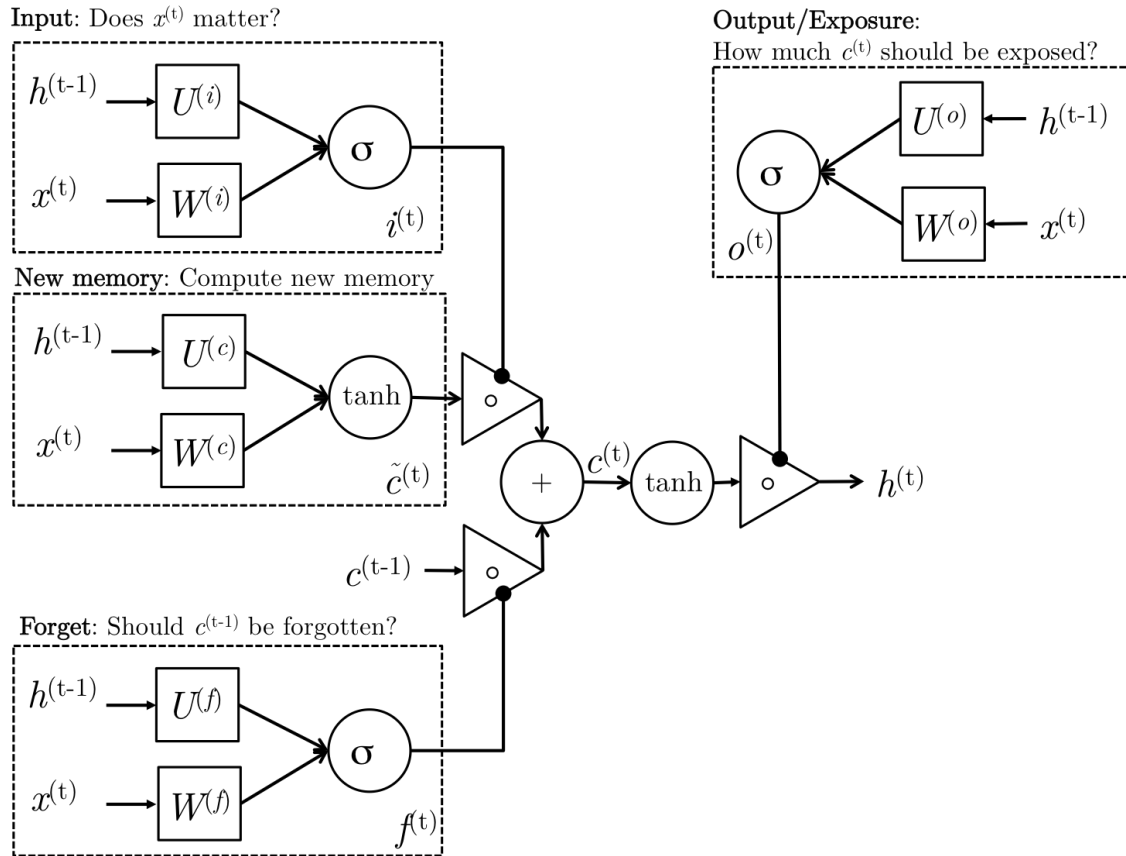 Input: Does x⁽ᵗ⁾ matter?
h⁽ᵗ⁻¹⁾
U⁽ⁱ⁾
σ
x⁽ᵗ⁾
W⁽ⁱ⁾
i⁽ᵗ⁾
Output/Exposure:
How much c⁽ᵗ⁾ should be exposed?
U⁽ᵒ⁾
h⁽ᵗ⁻¹⁾
σ
W⁽ᵒ⁾
x⁽ᵗ⁾
o⁽ᵗ⁾
New memory: Compute new memory
h⁽ᵗ⁻¹⁾
U⁽ᶜ⁾
tanh
x⁽ᵗ⁾
W⁽ᶜ⁾
c̃⁽ᵗ⁾
∘
+
c⁽ᵗ⁾
tanh
∘
h⁽ᵗ⁾
c⁽ᵗ⁻¹⁾
∘
Forget: Should c⁽ᵗ⁻¹⁾ be forgotten?
h⁽ᵗ⁻¹⁾
U⁽ᶠ⁾
σ
x⁽ᵗ⁾
W⁽ᶠ⁾
f⁽ᵗ⁾